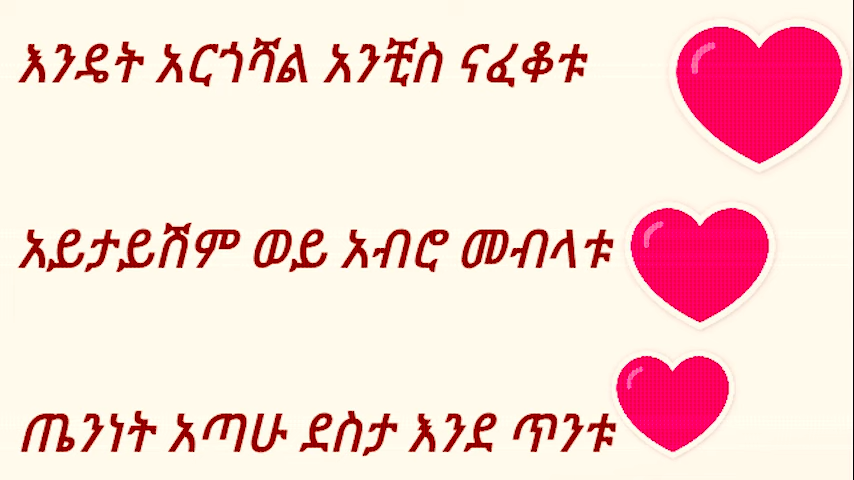 እንዴት አርጎሻል አንቺስ ናፈቆቱ
አይታይሽም ወይ አብሮ መብላቱ
ጤንነት አጣሁ ደስታ እንደ ጥንቱ